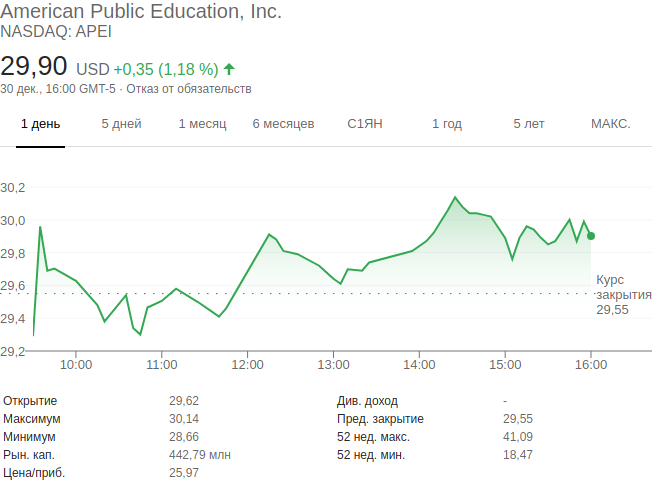 American Public Education, Inc.
NASDAQ: APEI
29,90 USD +0,35 (1,18 %)
30 дек., 16:00 GMT-5 · Отказ от обязательств
1 день 5 дней 1 месяц 6 месяцев С1ЯН 1 год 5 лет МАКС.
30,2
30,0
29,8
29,6
29,4
29,2
Курс
закрытия
29,55
10:00 11:00 12:00 13:00 14:00 15:00 16:00
Открытие 29,62 Див. доход -
Максимум 30,14 Пред. закрытие 29,55
Минимум 28,66 52 нед. макс. 41,09
Рын. кап. 442,79 млн 52 нед. мин. 18,47
Цена/приб. 25,97